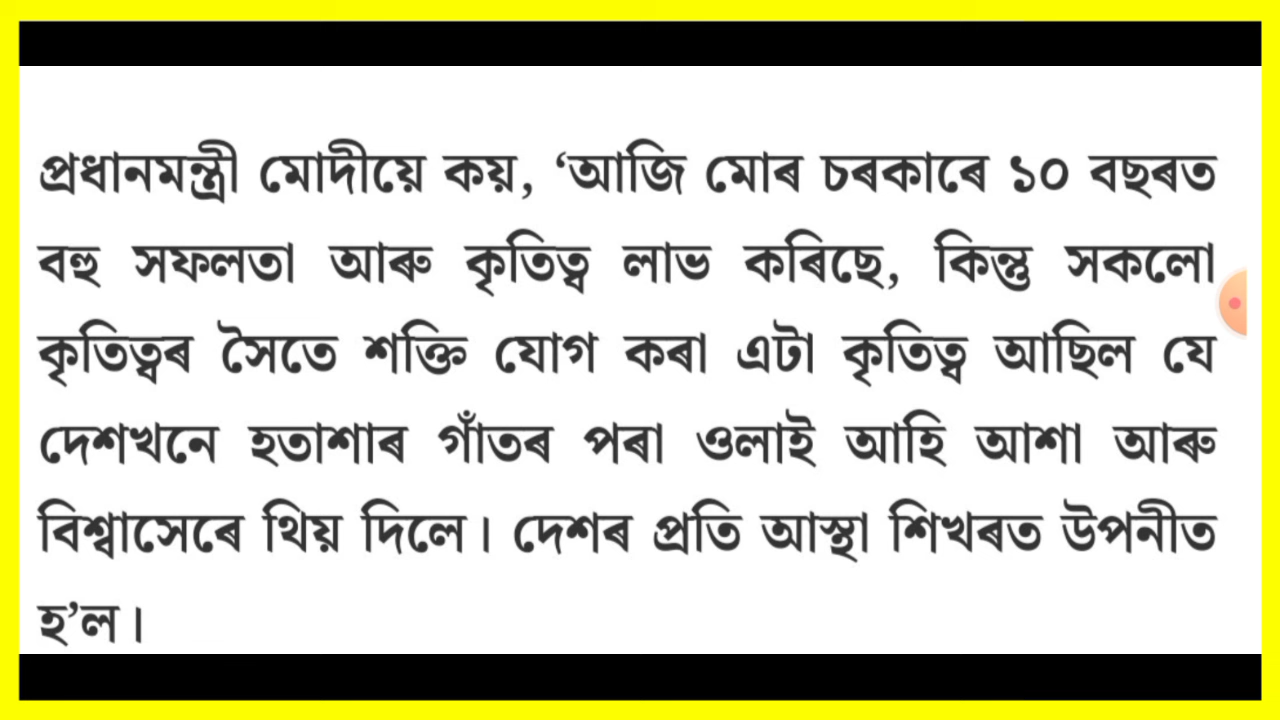 প্ৰধানমন্ত্ৰী মোদীয়ে কয়, ‘আজি মোৰ চৰকাৰে ১০ বছৰত
বহু সফলতা আৰু কৃতিত্ব লাভ কৰিছে, কিন্তু সকলো
কৃতিত্বৰ সৈতে শক্তি যোগ কৰা এটা কৃতিত্ব আছিল যে
দেশখনে হতাশাৰ গাঁতৰ পৰা ওলাই আহি আশা আৰু
বিশ্বাসেৰে থিয় দিলে। দেশৰ প্ৰতি আস্থা শিখৰত উপনীত
হ’ল।